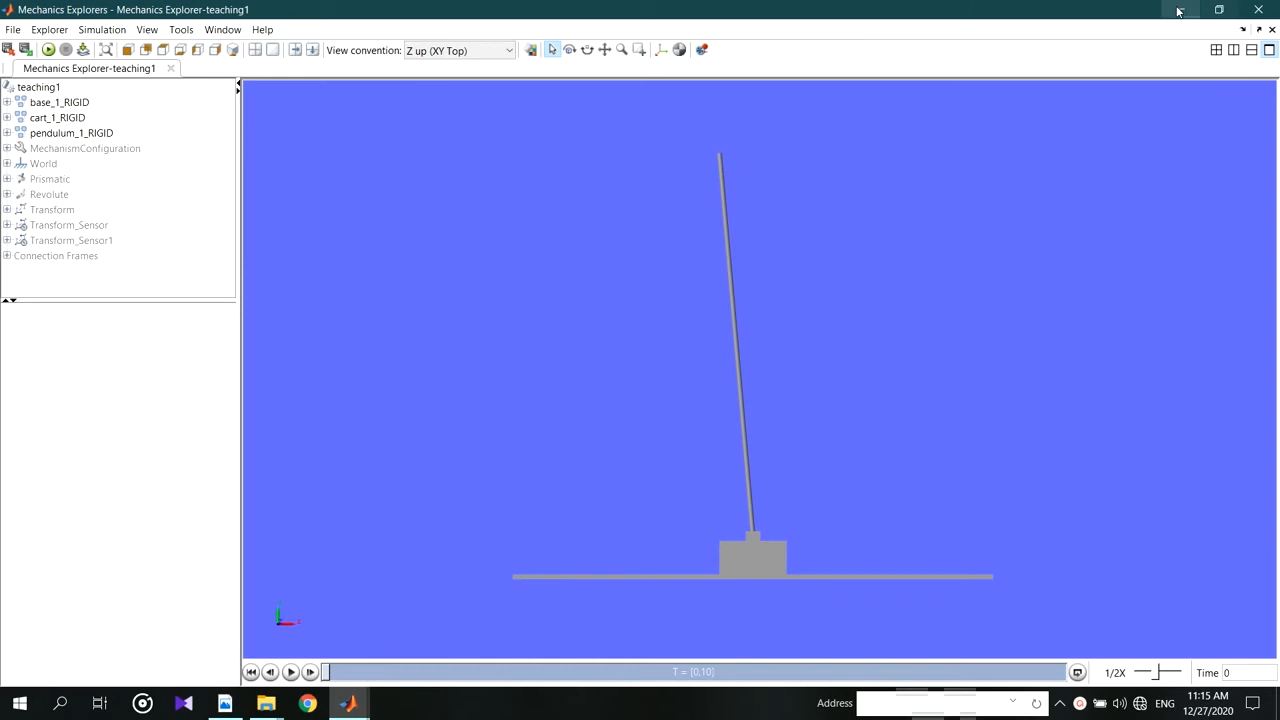 Mechanics Explorers - Mechanics Explorer-teaching1
File Explorer Simulation View Tools Window Help
View convention: Z up (XY Top)
Mechanics Explorer-teaching1
teaching1
base_1_RIGID
cart_1_RIGID
pendulum_1_RIGID
MechanismConfiguration
World
Prismatic
Revolute
Transform
Transform_Sensor
Transform_Sensor1
Connection Frames
T = [0,10]
1/2X
Time 0
Address
ENG
11:15 AM
12/27/2020